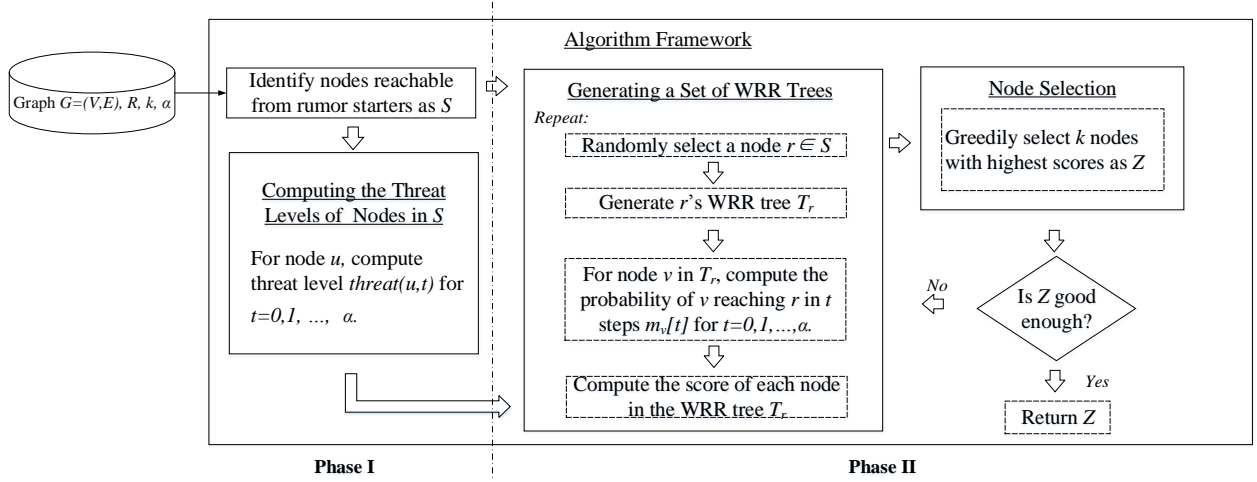 Algorithm Framework
Graph G=(V,E), R, k, α
Identify nodes reachable
from rumor starters as S
Computing the Threat
Levels of Nodes in S
For node u, compute
threat level threat(u,t) for
t=0,1, ..., α.
Generating a Set of WRR Trees
Repeat:
Randomly select a node r ∈ S
Generate r's WRR tree Tr
For node v in Tr, compute the
probability of v reaching r in t
steps mv[t] for t=0,1,...,α.
Compute the score of each node
in the WRR tree Tr
Node Selection
Greedily select k nodes
with highest scores as Z
Is Z good
enough?
No
Yes
Return Z
Phase I
Phase II